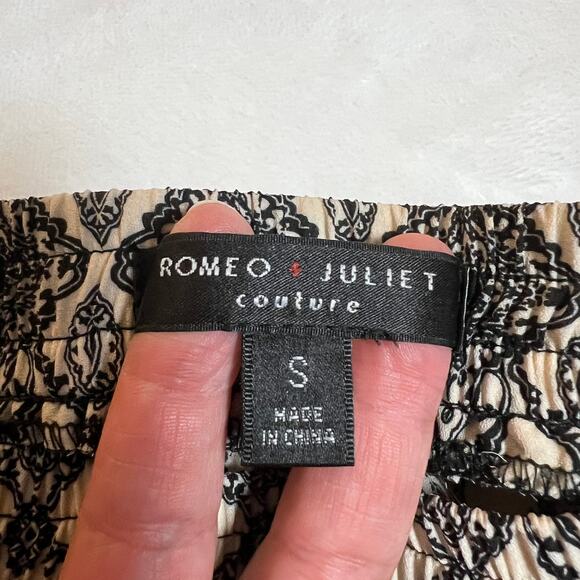 ROMEO & JULIET
couture
S
MADE
IN CHINA